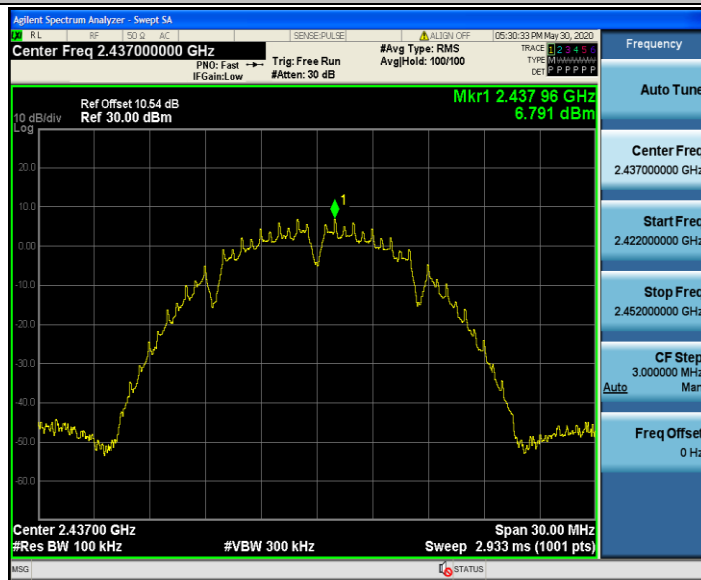 Agilent Spectrum Analyzer - Swept SA
RL RF 50 Ω AC SENSE:PULSE ALIGN OFF 05:30:33 PM May 30, 2020
Center Freq 2.437000000 GHz
PNO: Fast
IFGain:Low
Trig: Free Run
#Atten: 30 dB
#Avg Type: RMS
Avg|Hold: 100/100
TRACE 1 2 3 4 5 6
TYPE M W W W W W
DET P P P P P P
Mkr1 2.437 96 GHz
6.791 dBm
Ref Offset 10.54 dB
10 dB/div Ref 30.00 dBm
Log
20.0
10.0
0.00
-10.0
-20.0
-30.0
-40.0
-50.0
-60.0
1
Center 2.43700 GHz Span 30.00 MHz
#Res BW 100 kHz #VBW 300 kHz Sweep 2.933 ms (1001 pts)
MSG STATUS
Frequency
Auto Tune
Center Freq
2.437000000 GHz
Start Freq
2.422000000 GHz
Stop Freq
2.452000000 GHz
CF Step
3.000000 MHz
Auto Man
Freq Offset
0 Hz